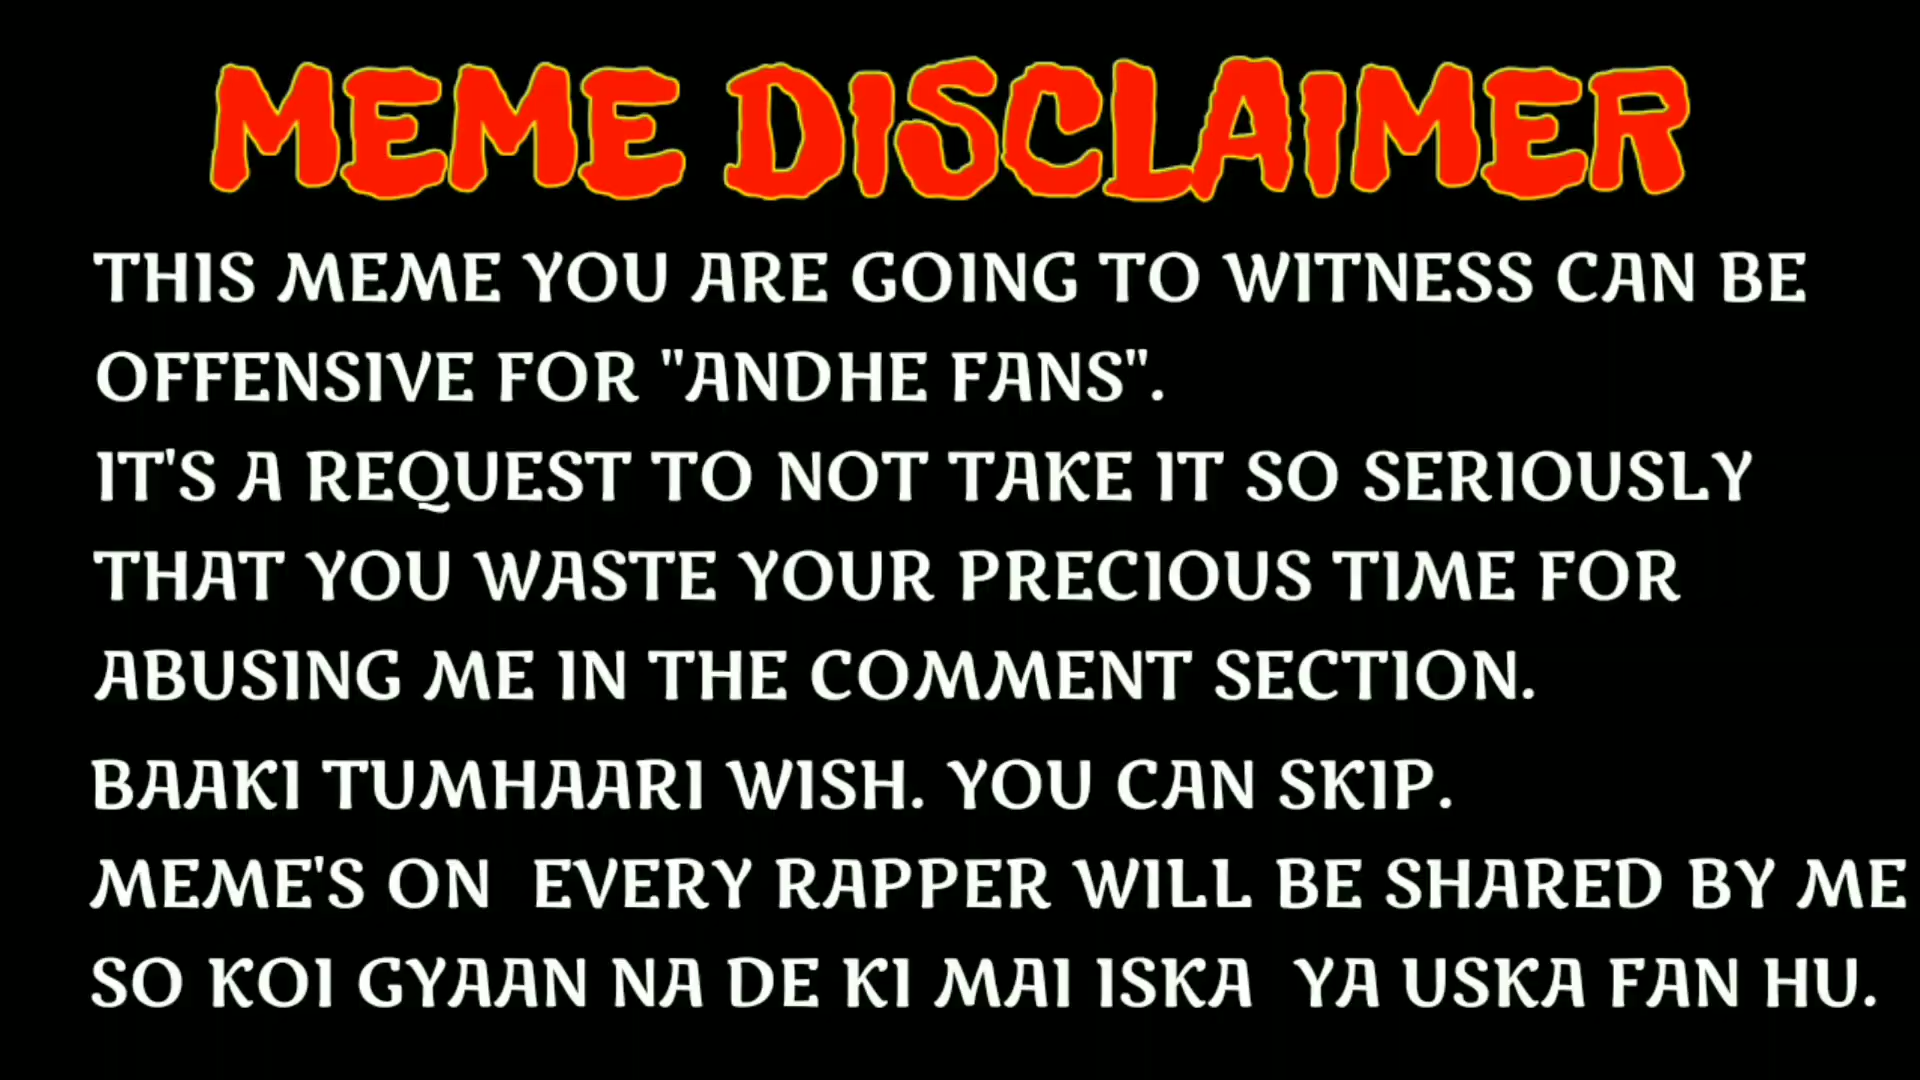 MEME DISCLAIMER
THIS MEME YOU ARE GOING TO WITNESS CAN BE
OFFENSIVE FOR "ANDHE FANS".
IT'S A REQUEST TO NOT TAKE IT SO SERIOUSLY
THAT YOU WASTE YOUR PRECIOUS TIME FOR
ABUSING ME IN THE COMMENT SECTION.
BAAKI TUMHAARI WISH. YOU CAN SKIP.
MEME'S ON  EVERY RAPPER WILL BE SHARED BY ME
SO KOI GYAAN NA DE KI MAI ISKA  YA USKA FAN HU.